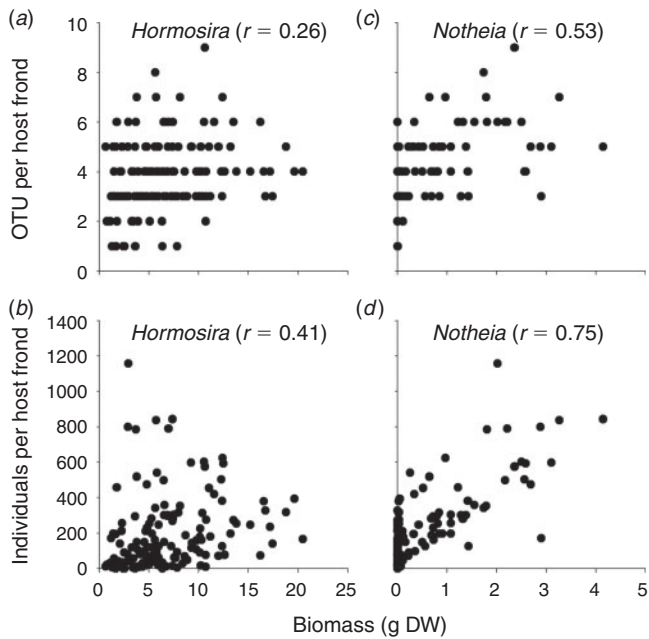 (a) Hormosira (r = 0.26)
(c) Notheia (r = 0.53)
OTU per host frond
10
8
6
4
2
0
0 5 10 15 20 25
0 1 2 3 4 5
(b) Hormosira (r = 0.41)
(d) Notheia (r = 0.75)
Individuals per host frond
1400
1200
1000
800
600
400
200
0
Biomass (g DW)